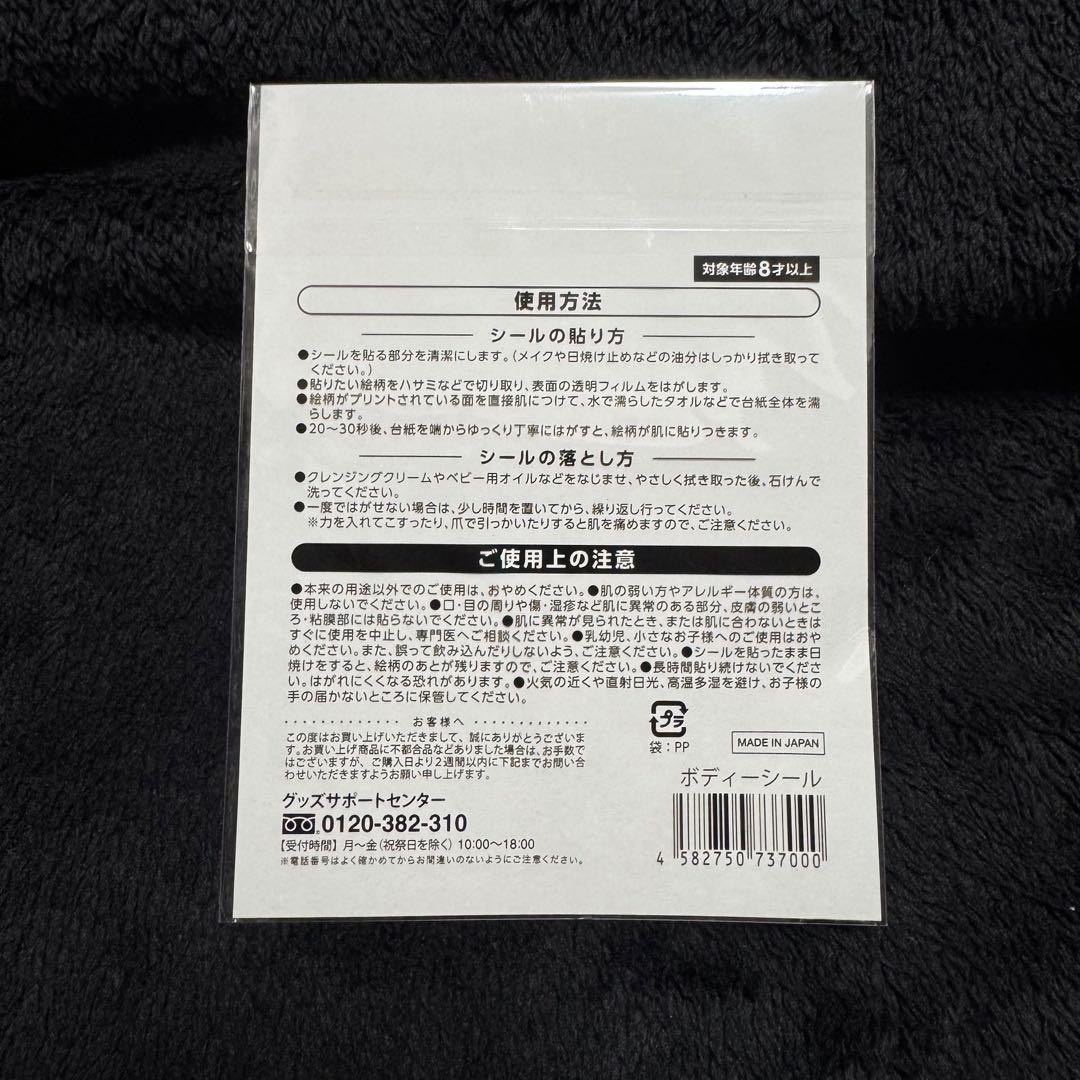 対象年齢8才以上
使用方法
シールの貼り方
●シールを貼る部分を清潔にします。(メイクや日焼け止めなどの油分はしっかり拭き取って
ください。)
●貼りたい絵柄をハサミなどで切り取り、表面の透明フィルムをはがします。
●絵柄がプリントされている面を直接肌につけて、水で濡らしたタオルなどで台紙全体を濡
らします。
●20〜30秒後、台紙を端からゆっくり丁寧にはがすと、絵柄が肌に貼りつきます。
シールの落とし方
●クレンジングクリームやベビー用オイルなどをなじませ、やさしく拭き取った後、石けんで
洗ってください。
●一度ではがせない場合は、少し時間を置いてから、繰り返し行ってください。
※力を入れてこすったり、爪で引っかいたりすると肌を痛めますので、ご注意ください。
ご使用上の注意
●本来の用途以外でのご使用は、おやめください。●肌の弱い方やアレルギー体質の方は、
使用しないでください。●口・目の周りや傷・湿疹など肌に異常のある部分、皮膚の弱いとこ
ろ・粘膜部には貼らないでください。●肌に異常が見られたとき、または肌に合わないときは
すぐに使用を中止し、専門医へご相談ください。●乳幼児、小さなお子様へのご使用はおや
めください。また、誤って飲み込んだりしないよう、ご注意ください。●シールを貼ったまま日
焼けをすると、絵柄のあとが残りますので、ご注意ください。●長時間貼り続けないでくださ
い。はがれにくくなる恐れがあります。●火気の近くや直射日光、高温多湿を避け、お子様の
手の届かないところに保管してください。
お客様へ
この度はお買い上げいただきまして、誠にありがとうございま
す。お買い上げ商品に不都合品などありました場合は、お手数で
はございますが、ご購入日より2週間以内に下記までお問い合
わせいただきますようお願い申し上げます。
グッズサポートセンター
0120-382-310
【受付時間】月〜金(祝祭日を除く)10:00〜18:00
※電話番号はよく確かめてからお間違いのないようにご注意ください。
プラ
袋:PP
MADE IN JAPAN
ボディーシール
4 582750 737000